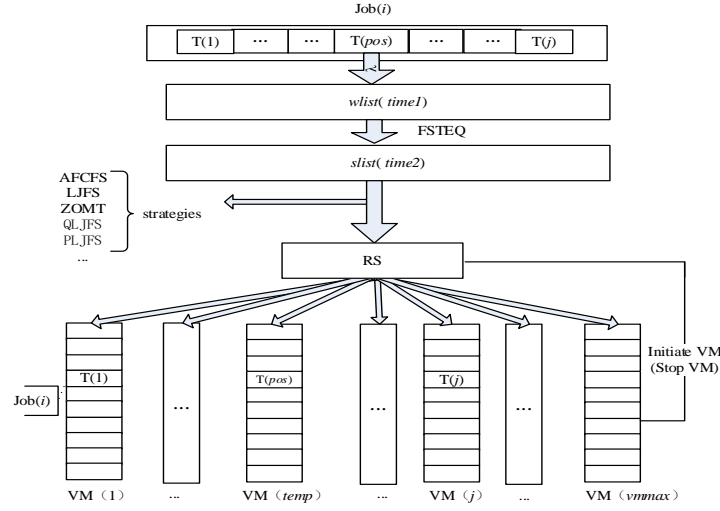 Job(i)
T(1) ... ... T(pos) ... ... T(j)
wlist( time1)
FSTEQ
slist( time2)
AFCFS
LJFS
ZOMT
QLJFS
PLJFS
...
strategies
RS
Initiate VM
(Stop VM)
T(1) T(pos) T(j)
Job(i)
... ... ...
VM（1） ... VM（temp） ... VM（j） ... VM（vmmax）